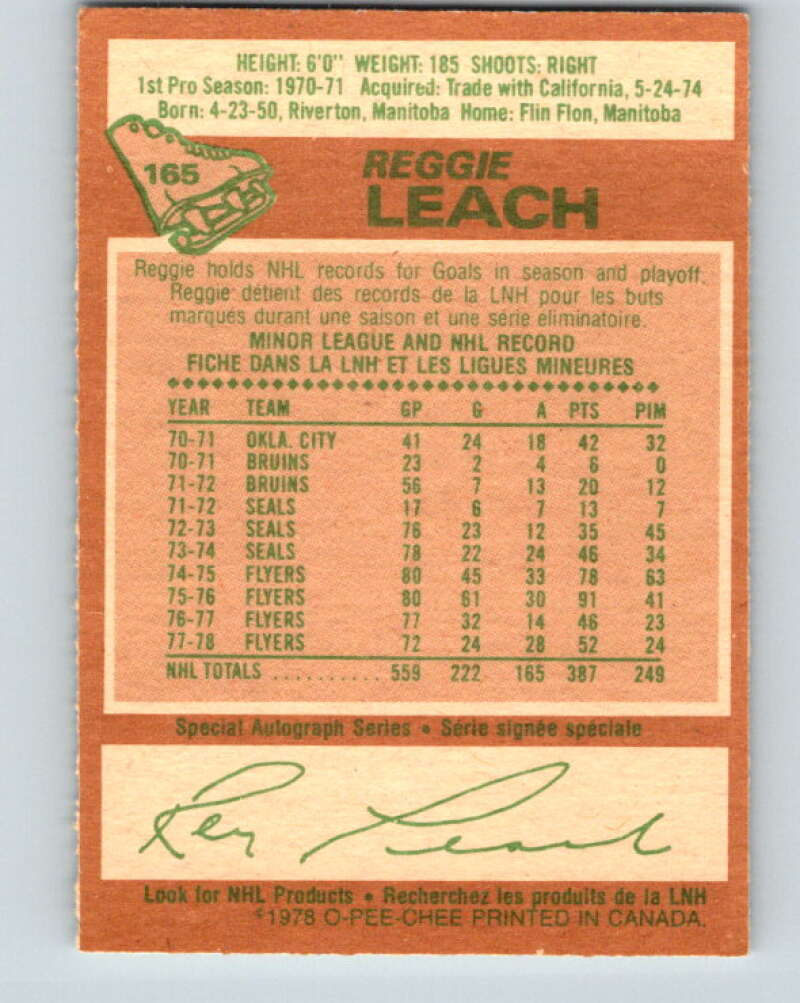 HEIGHT: 6'0" WEIGHT: 185 SHOOTS: RIGHT
1st Pro Season: 1970-71 Acquired: Trade with California, 5-24-74
Born: 4-23-50, Riverton, Manitoba Home: Flin Flon, Manitoba
165
REGGIE
LEACH
Reggie holds NHL records for Goals in season and playoff.
Reggie détient des records de la LNH pour les buts
marqués durant une saison et une série eliminatoire.
MINOR LEAGUE AND NHL RECORD
FICHE DANS LA LNH ET LES LIGUES MINEURES
YEAR TEAM GP G A PTS PIM
70-71 OKLA. CITY 41 24 18 42 32
70-71 BRUINS 23 2 4 6 0
71-72 BRUINS 56 7 13 20 12
71-72 SEALS 17 6 7 13 7
72-73 SEALS 76 23 12 35 45
73-74 SEALS 78 22 24 46 34
74-75 FLYERS 80 45 33 78 63
75-76 FLYERS 80 61 30 91 41
76-77 FLYERS 77 32 14 46 23
77-78 FLYERS 72 24 28 52 24
NHL TOTALS .......... 559 222 165 387 249
Special Autograph Series • Série signée spéciale
Reg Leach
Look for NHL Products • Recherchez les produits de la LNH
©1978 O-PEE-CHEE PRINTED IN CANADA.